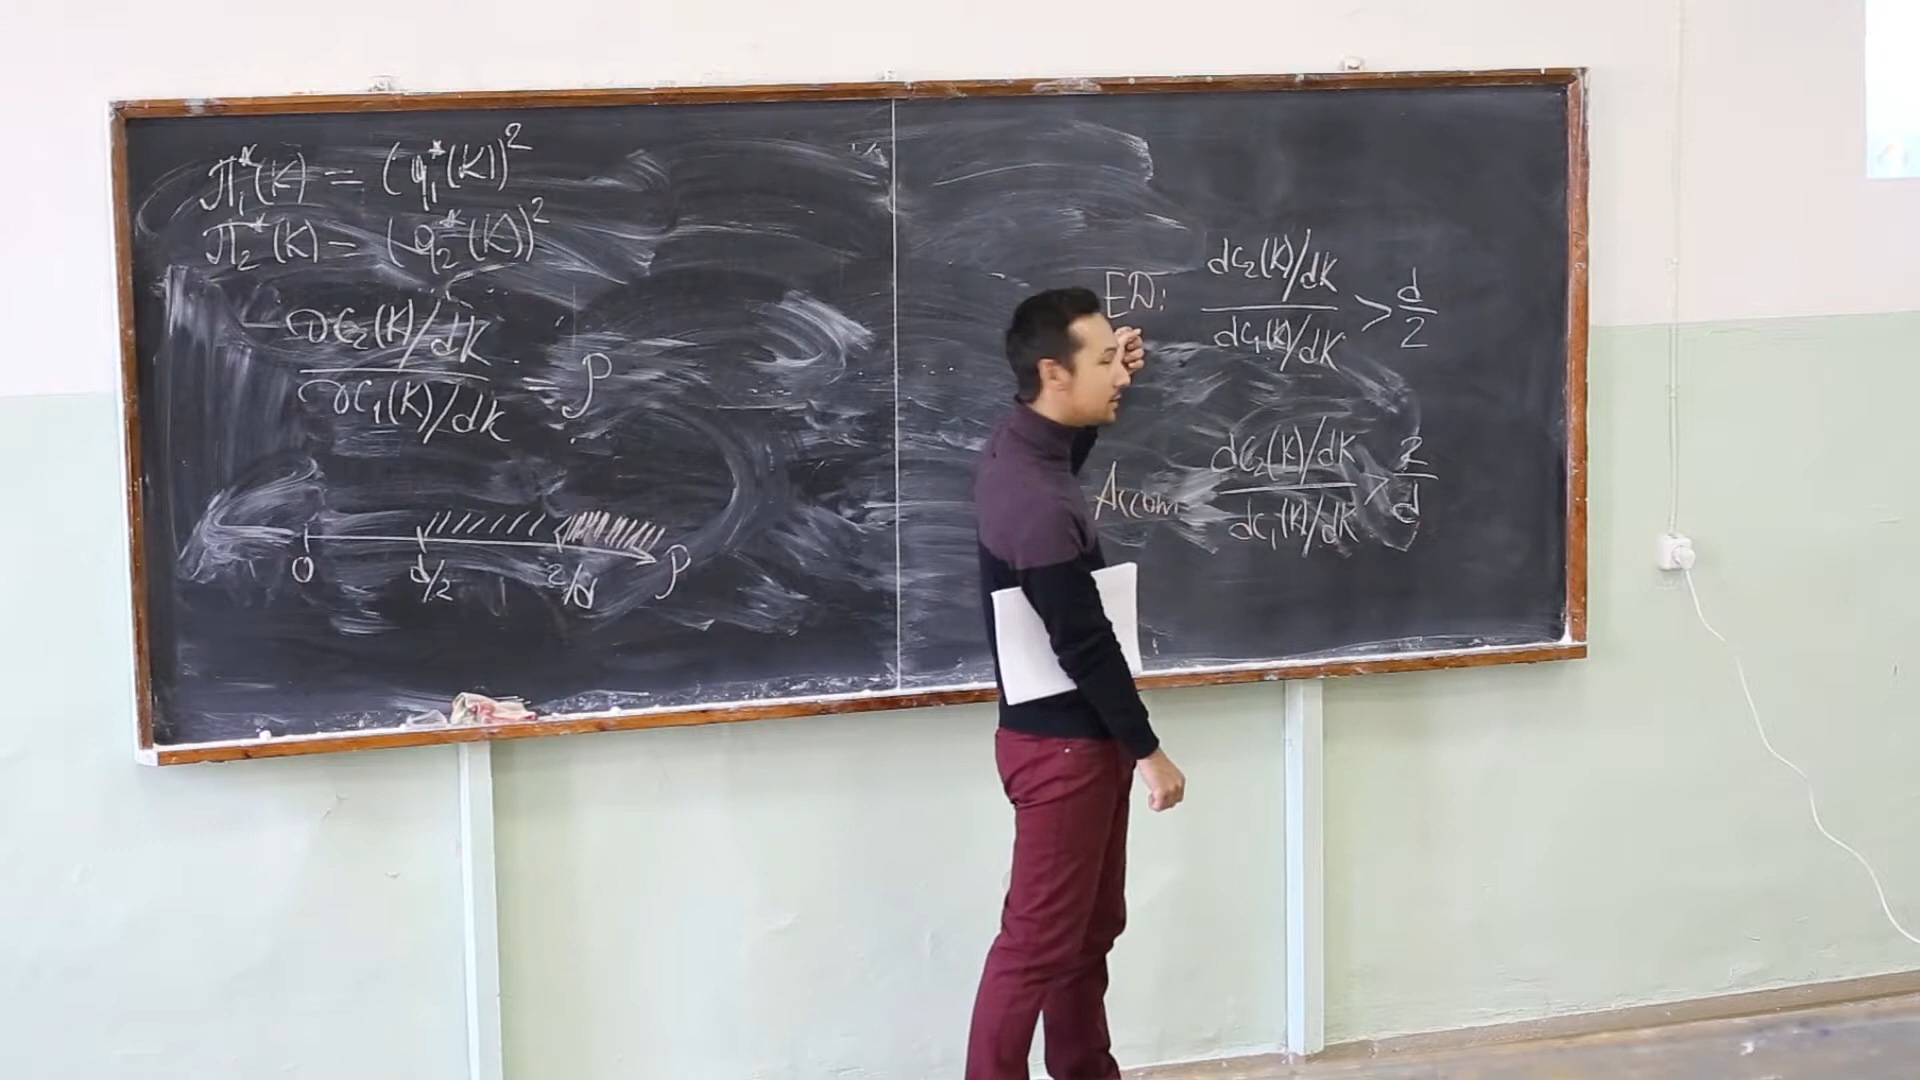 π₁*(K) = (q₁*(K))²
π₂*(K) = (q₂*(K))²
∂C₂(K)/dK
∂C₁(K)/dK = ρ
0 d/2 2/d ρ
ED: dC₂(K)/dK / dC₁(K)/dK > d/2
Accom dC₂(K)/dK / dC₁(K)/dK > 2/d